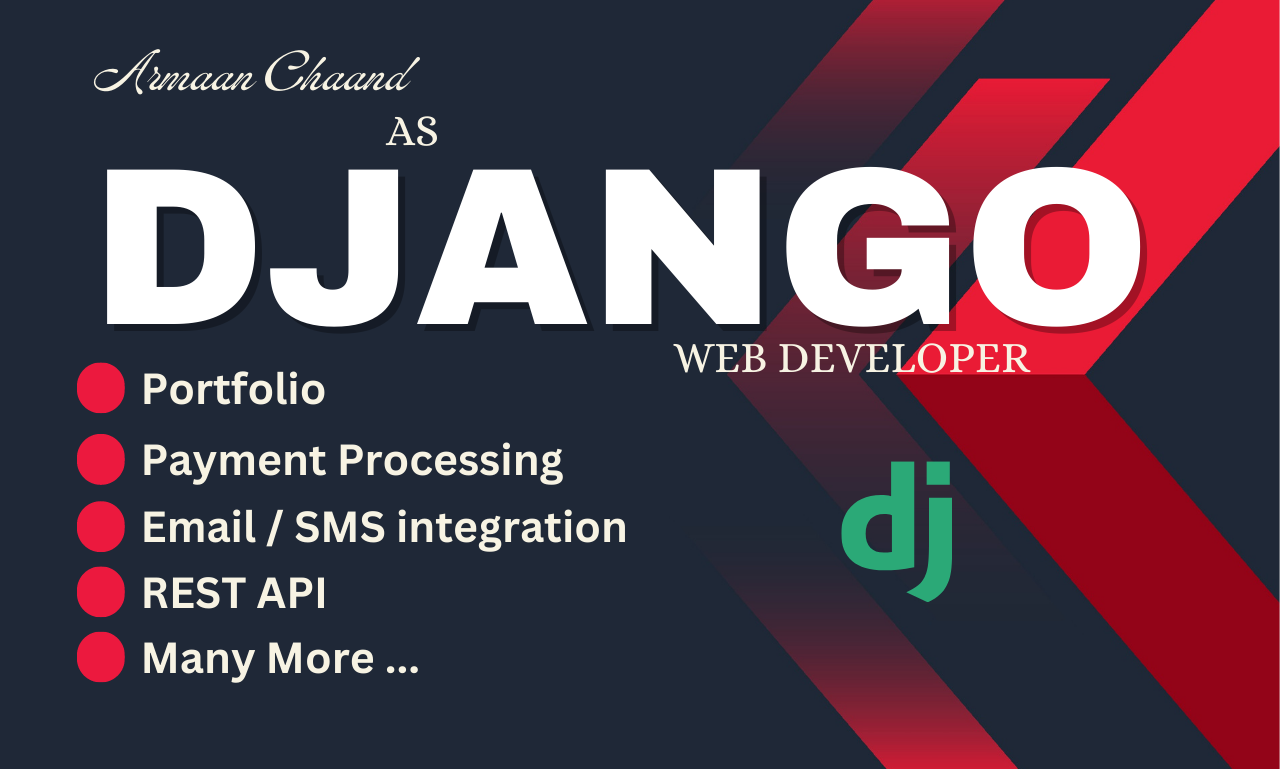 Armaan Chaand
AS
DJANGO
WEB DEVELOPER
Portfolio
Payment Processing
Email / SMS integration
REST API
Many More ...
dj